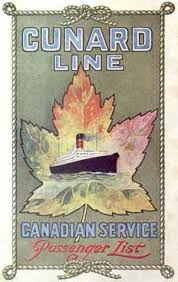 CUNARD
LINE
CANADIAN SERVICE
Passenger List